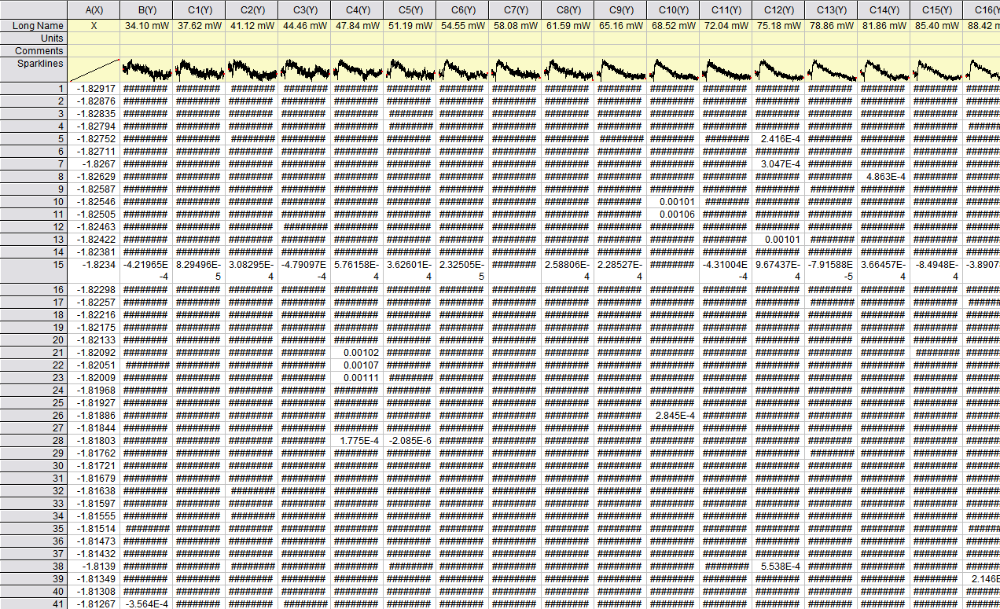 A(X) B(Y) C1(Y) C2(Y) C3(Y) C4(Y) C5(Y) C6(Y) C7(Y) C8(Y) C9(Y) C10(Y) C11(Y) C12(Y) C13(Y) C14(Y) C15(Y) C16(Y
Long Name X 34.10 mW 37.62 mW 41.12 mW 44.46 mW 47.84 mW 51.19 mW 54.55 mW 58.08 mW 61.59 mW 65.16 mW 68.52 mW 72.04 mW 75.18 mW 78.86 mW 81.86 mW 85.40 mW 88.42 m
Units
Comments
Sparklines
1 -1.82917
2 -1.82876
3 -1.82835
4 -1.82794
5 -1.82752 2.416E-4
6 -1.82711
7 -1.8267 3.047E-4
8 -1.82629 4.863E-4
9 -1.82587
10 -1.82546 0.00101
11 -1.82505 0.00106
12 -1.82463
13 -1.82422 0.00101
14 -1.82381
15 -1.8234 -4.21965E- 8.29496E- 3.08295E- -4.79097E 5.76158E- 3.62601E- 2.32505E- 2.58806E- 2.28527E- -4.31004E 9.67437E- -7.91588E 3.66457E- -8.4948E- -3.8907
-4 5 4 -4 4 4 5 4 4 -4 4 -5 4 4
16 -1.82298
17 -1.82257
18 -1.82216
19 -1.82175
20 -1.82133
21 -1.82092 0.00102
22 -1.82051 0.00107
23 -1.82009 0.00111
24 -1.81968
25 -1.81927
26 -1.81886 2.845E-4
27 -1.81844
28 -1.81803 1.775E-4 -2.085E-6
29 -1.81762
30 -1.81721
31 -1.81679
32 -1.81638
33 -1.81597
34 -1.81555
35 -1.81514
36 -1.81473
37 -1.81432
38 -1.8139 5.538E-4
39 -1.81349 2.146E
40 -1.81308
41 -1.81267 -3.564E-4